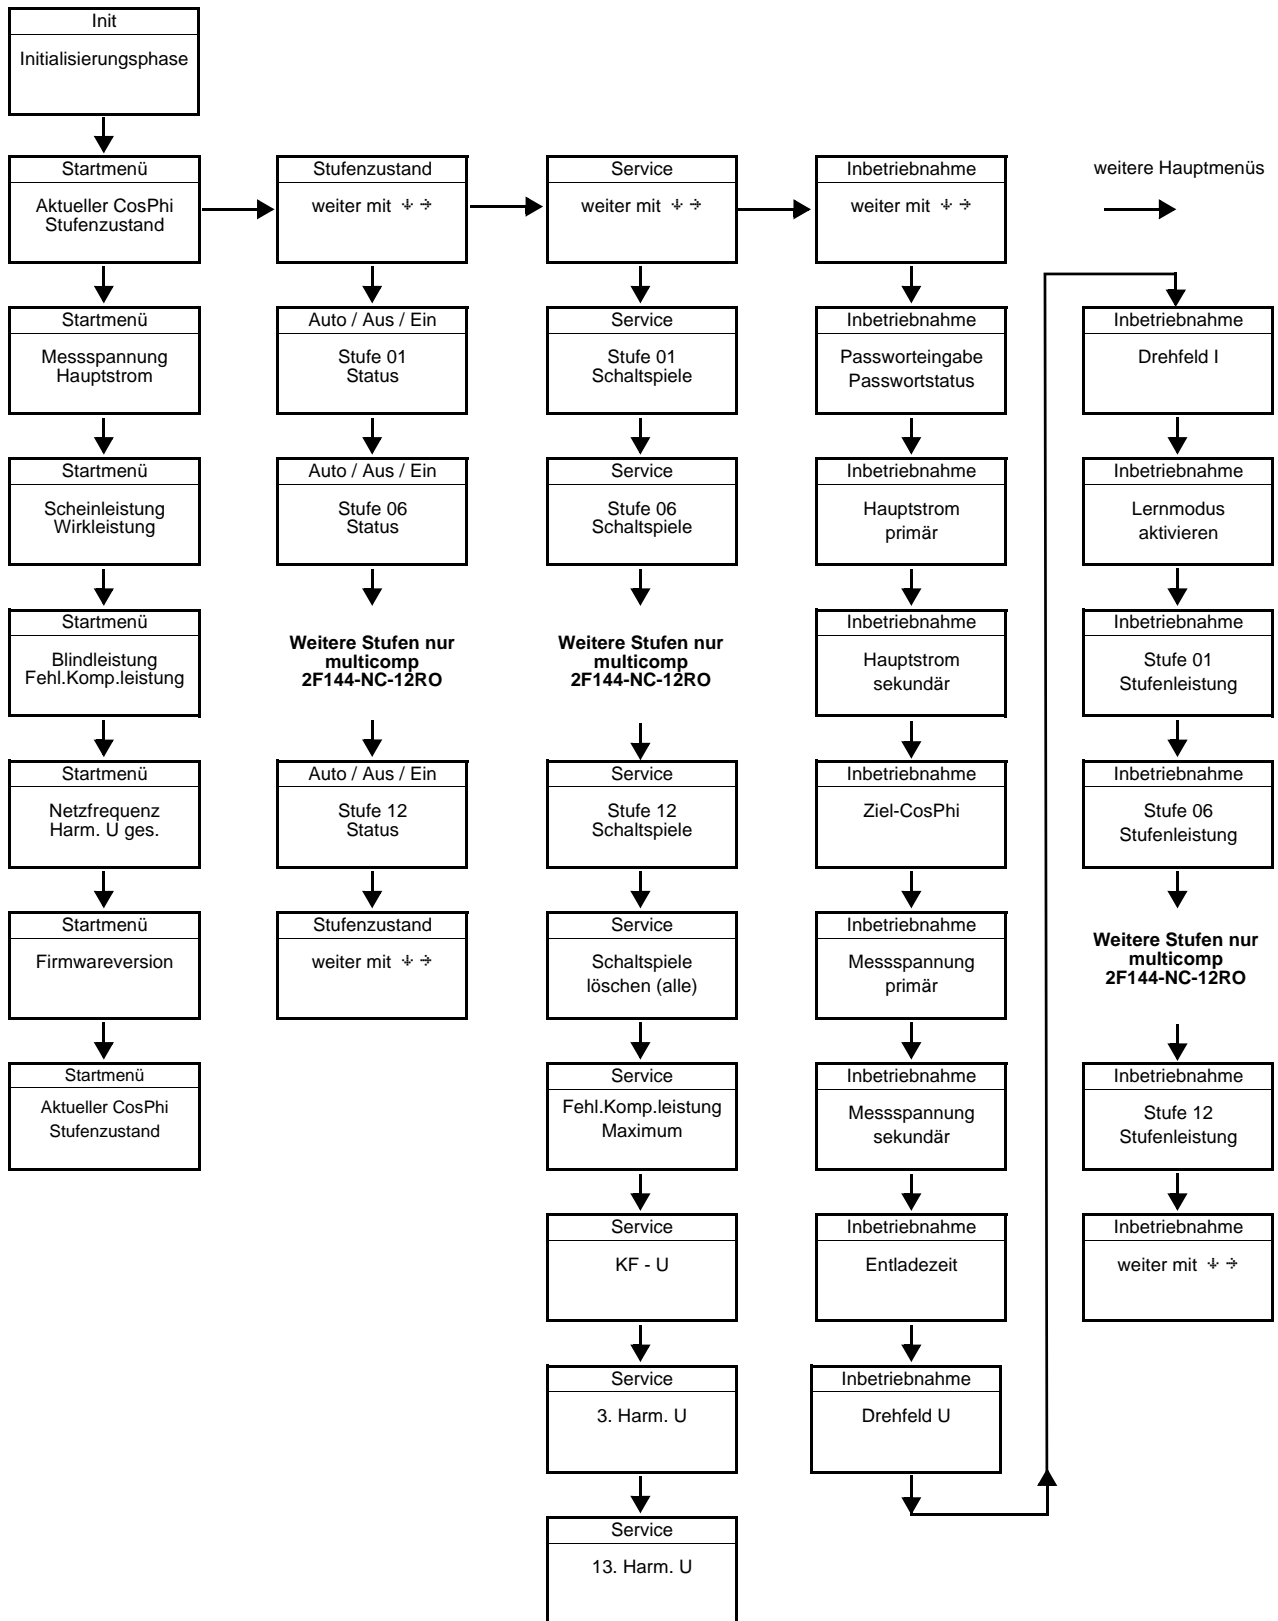 Init
Initialisierungsphase
Startmenü
Aktueller CosPhi
Stufenzustand
Startmenü
Messspannung
Hauptstrom
Startmenü
Scheinleistung
Wirkleistung
Startmenü
Blindleistung
Fehl.Komp.leistung
Startmenü
Netzfrequenz
Harm. U ges.
Startmenü
Firmwareversion
Startmenü
Aktueller CosPhi
Stufenzustand
Stufenzustand
weiter mit
Auto / Aus / Ein
Stufe 01
Status
Auto / Aus / Ein
Stufe 06
Status
Weitere Stufen nur
multicomp
2F144-NC-12RO
Auto / Aus / Ein
Stufe 12
Status
Stufenzustand
weiter mit
Service
weiter mit
Service
Stufe 01
Schaltspiele
Service
Stufe 06
Schaltspiele
Weitere Stufen nur
multicomp
2F144-NC-12RO
Service
Stufe 12
Schaltspiele
Service
Schaltspiele
löschen (alle)
Service
Fehl.Komp.leistung
Maximum
Service
KF - U
Service
3. Harm. U
Service
13. Harm. U
Inbetriebnahme
weiter mit
Inbetriebnahme
Passworteingabe
Passwortstatus
Inbetriebnahme
Hauptstrom
primär
Inbetriebnahme
Hauptstrom
sekundär
Inbetriebnahme
Ziel-CosPhi
Inbetriebnahme
Messspannung
primär
Inbetriebnahme
Messspannung
sekundär
Inbetriebnahme
Entladezeit
Inbetriebnahme
Drehfeld U
weitere Hauptmenüs
Inbetriebnahme
Drehfeld I
Inbetriebnahme
Lernmodus
aktivieren
Inbetriebnahme
Stufe 01
Stufenleistung
Inbetriebnahme
Stufe 06
Stufenleistung
Weitere Stufen nur
multicomp
2F144-NC-12RO
Inbetriebnahme
Stufe 12
Stufenleistung
Inbetriebnahme
weiter mit